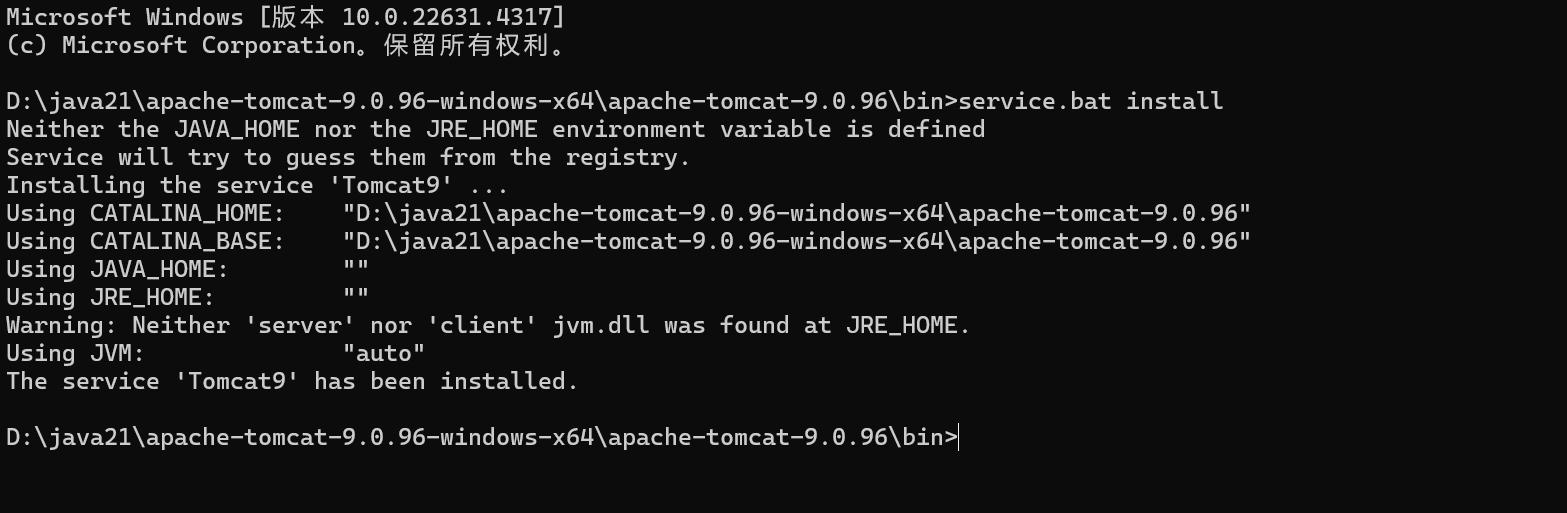 Microsoft Windows [版本 10.0.22631.4317]
(c) Microsoft Corporation。保留所有权利。
D:\java21\apache-tomcat-9.0.96-windows-x64\apache-tomcat-9.0.96\bin>service.bat install
Neither the JAVA_HOME nor the JRE_HOME environment variable is defined
Service will try to guess them from the registry.
Installing the service 'Tomcat9' ...
Using CATALINA_HOME:    "D:\java21\apache-tomcat-9.0.96-windows-x64\apache-tomcat-9.0.96"
Using CATALINA_BASE:    "D:\java21\apache-tomcat-9.0.96-windows-x64\apache-tomcat-9.0.96"
Using JAVA_HOME:        ""
Using JRE_HOME:         ""
Warning: Neither 'server' nor 'client' jvm.dll was found at JRE_HOME.
Using JVM:              "auto"
The service 'Tomcat9' has been installed.
D:\java21\apache-tomcat-9.0.96-windows-x64\apache-tomcat-9.0.96\bin>